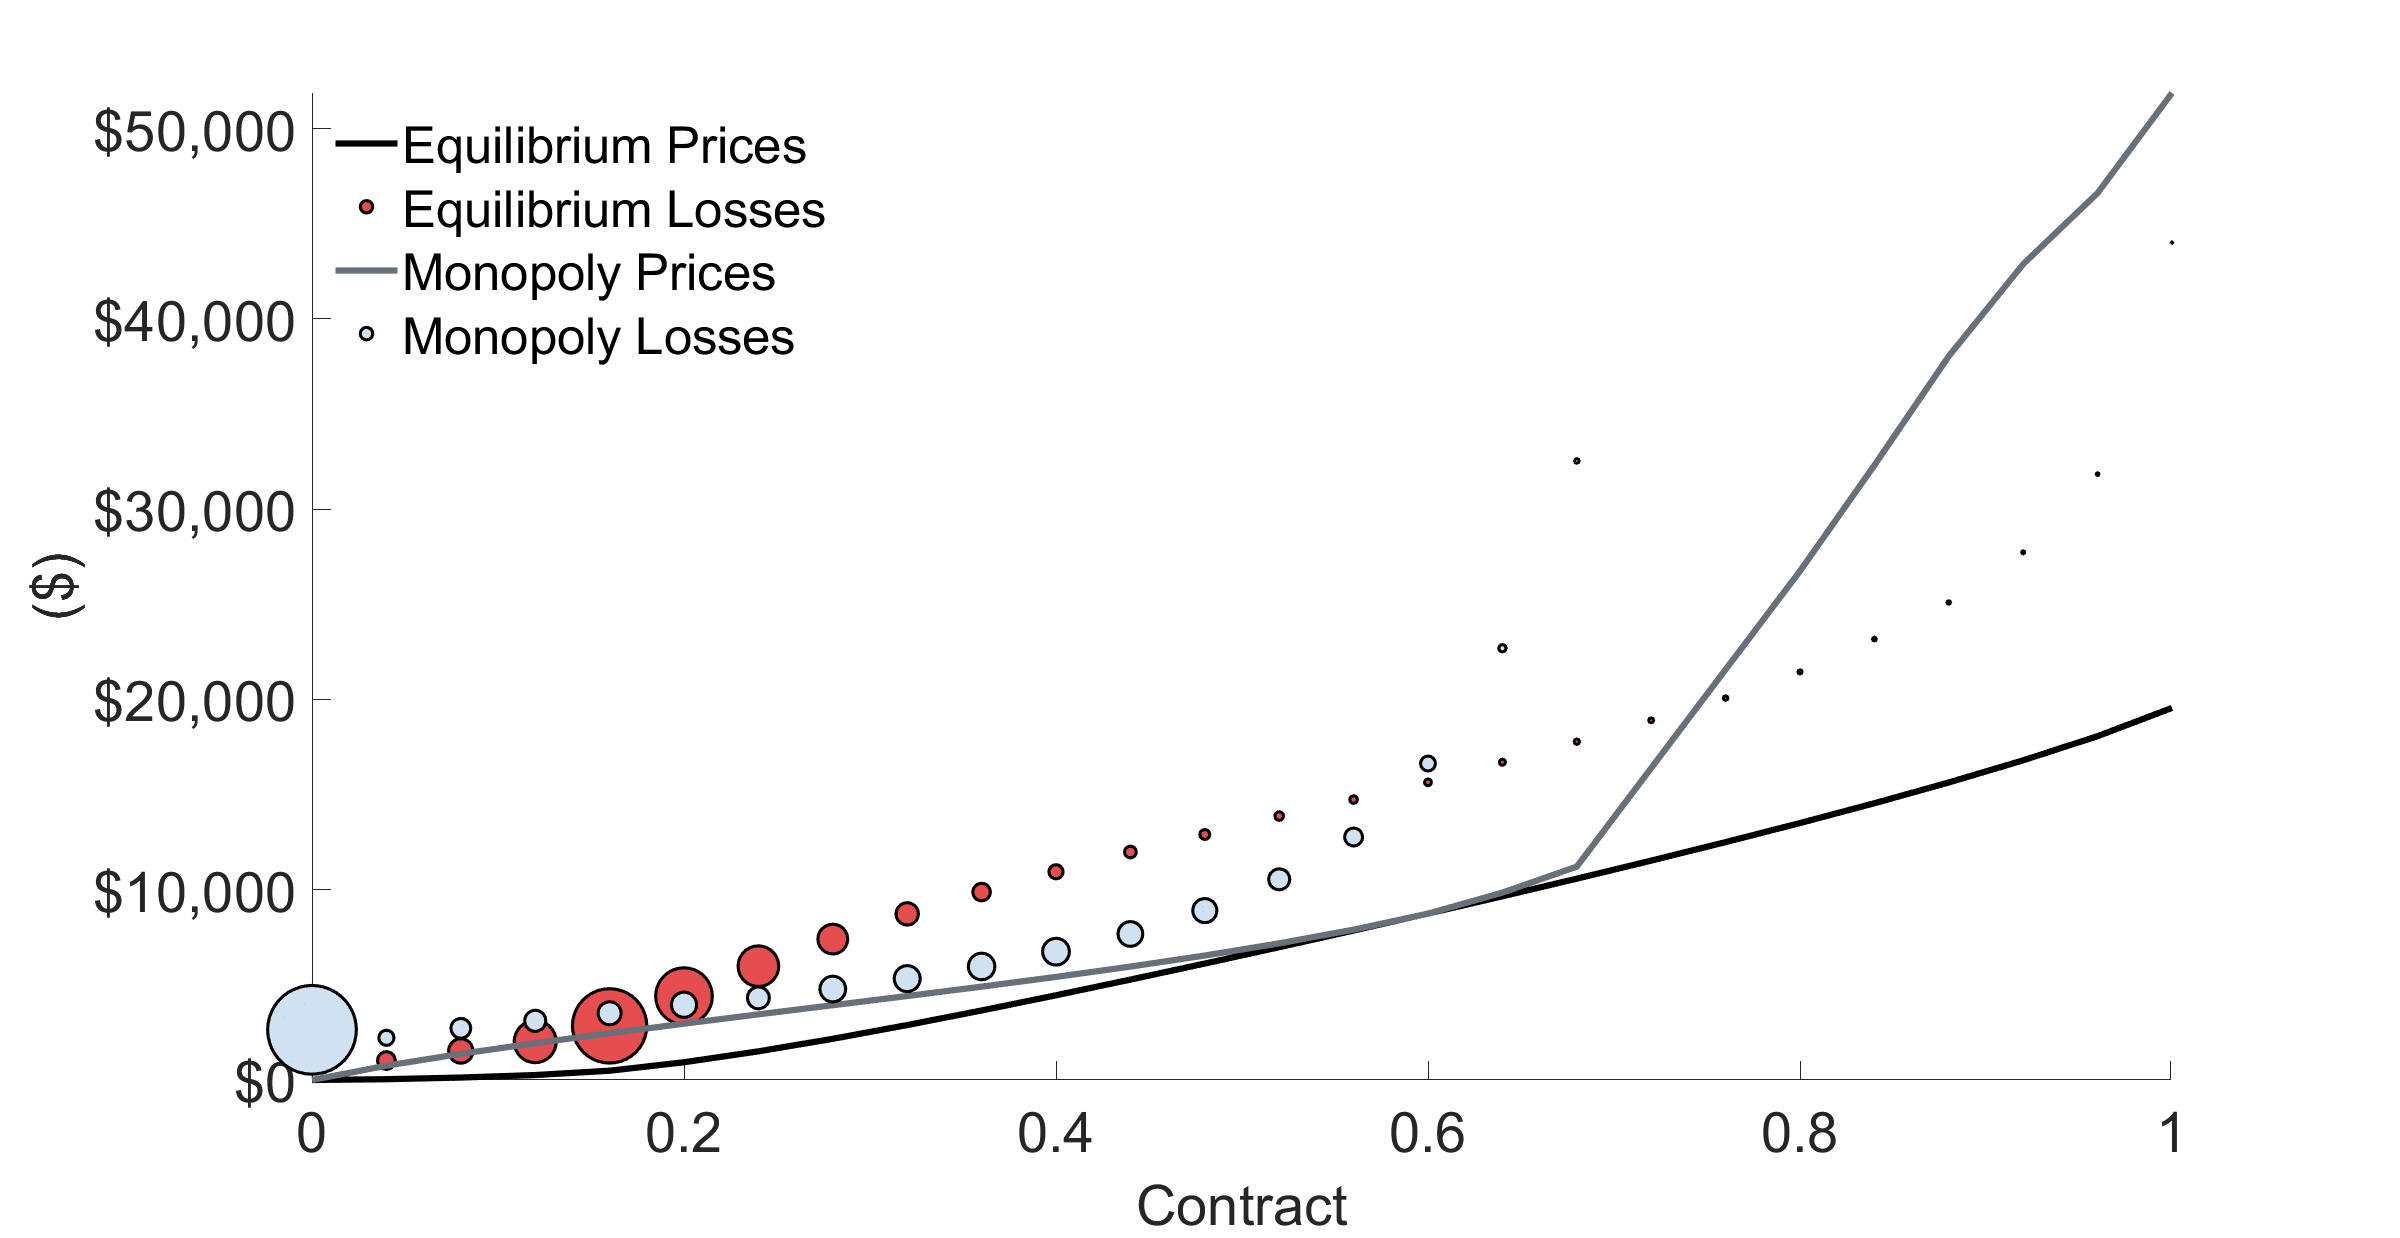 $50,000
$40,000
$30,000
$20,000
$10,000
$0
($)
Equilibrium Prices
Equilibrium Losses
Monopoly Prices
Monopoly Losses
0 0.2 0.4 0.6 0.8 1
Contract